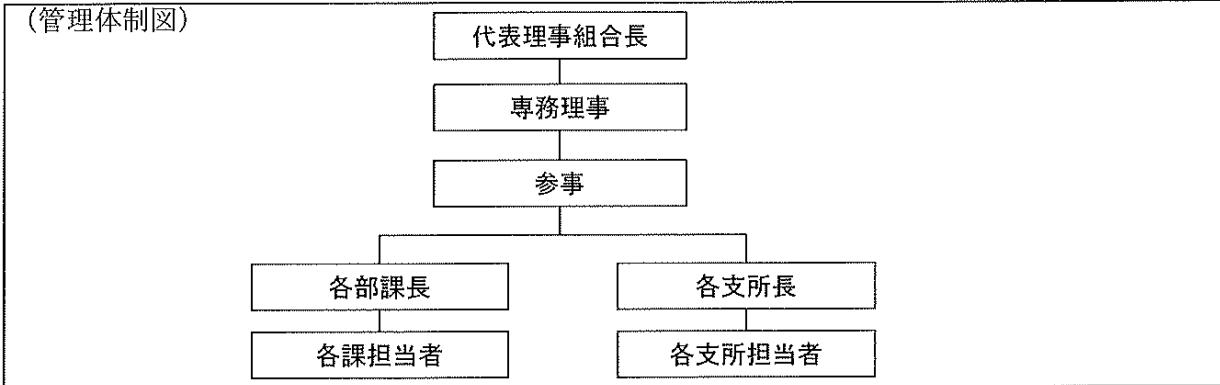 (管理体制図)
代表理事組合長
専務理事
参事
各部課長
各支所長
各課担当者
各支所担当者